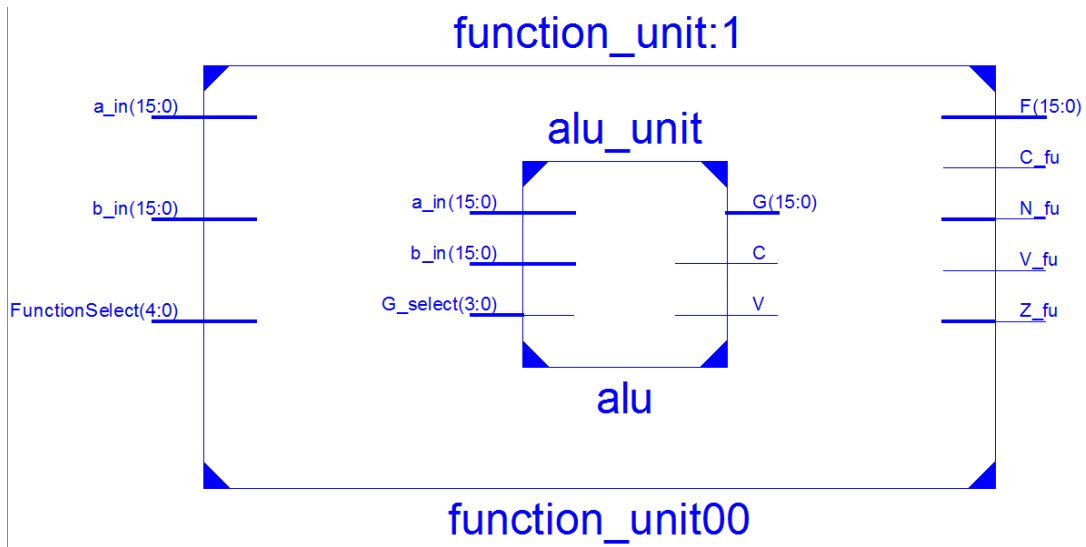 function_unit:1
a_in(15:0)
b_in(15:0)
FunctionSelect(4:0)
alu_unit
a_in(15:0)
b_in(15:0)
G_select(3:0)
G(15:0)
C
V
alu
F(15:0)
C_fu
N_fu
V_fu
Z_fu
function_unit00